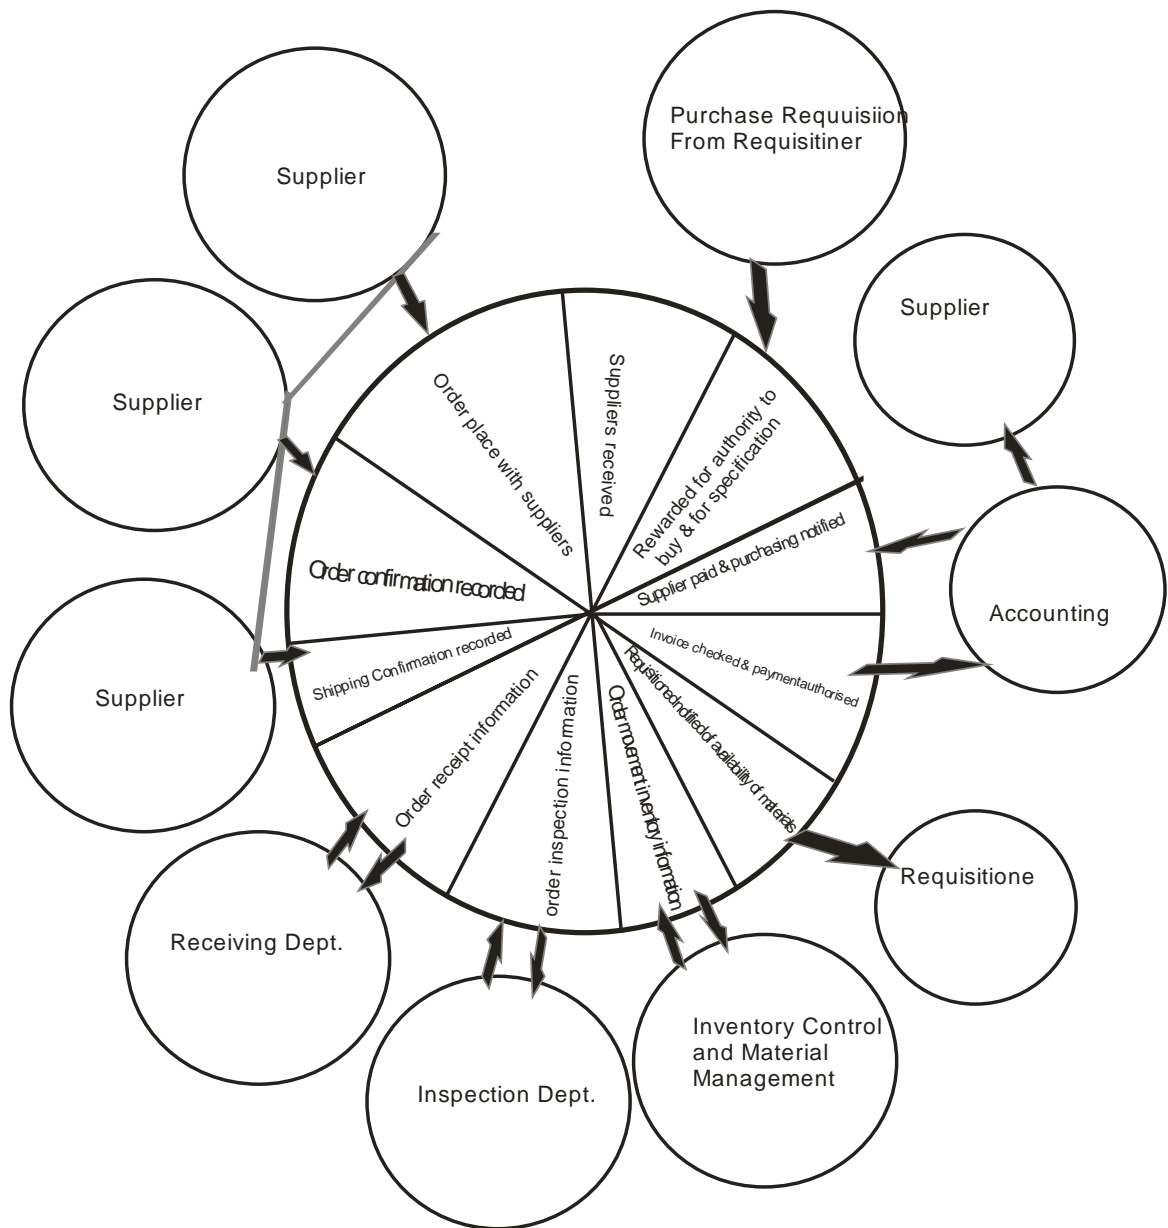 Purchase Requuisiion
From Requisitiner
Supplier
Supplier
Supplier
Supplier
Suppliers received
Order place with suppliers
Rewarded for authority to
buy & for specification
Supplier paid & purchasing notified
Order confirmation recorded
Shipping Confirmation recorded
Invoice checked & payment authorised
Requisitioned notified of availability of materials
Order movement inventory information
order inspection information
Order receipt information
Accounting
Requisitione
Receiving Dept.
Inventory Control
and Material
Management
Inspection Dept.